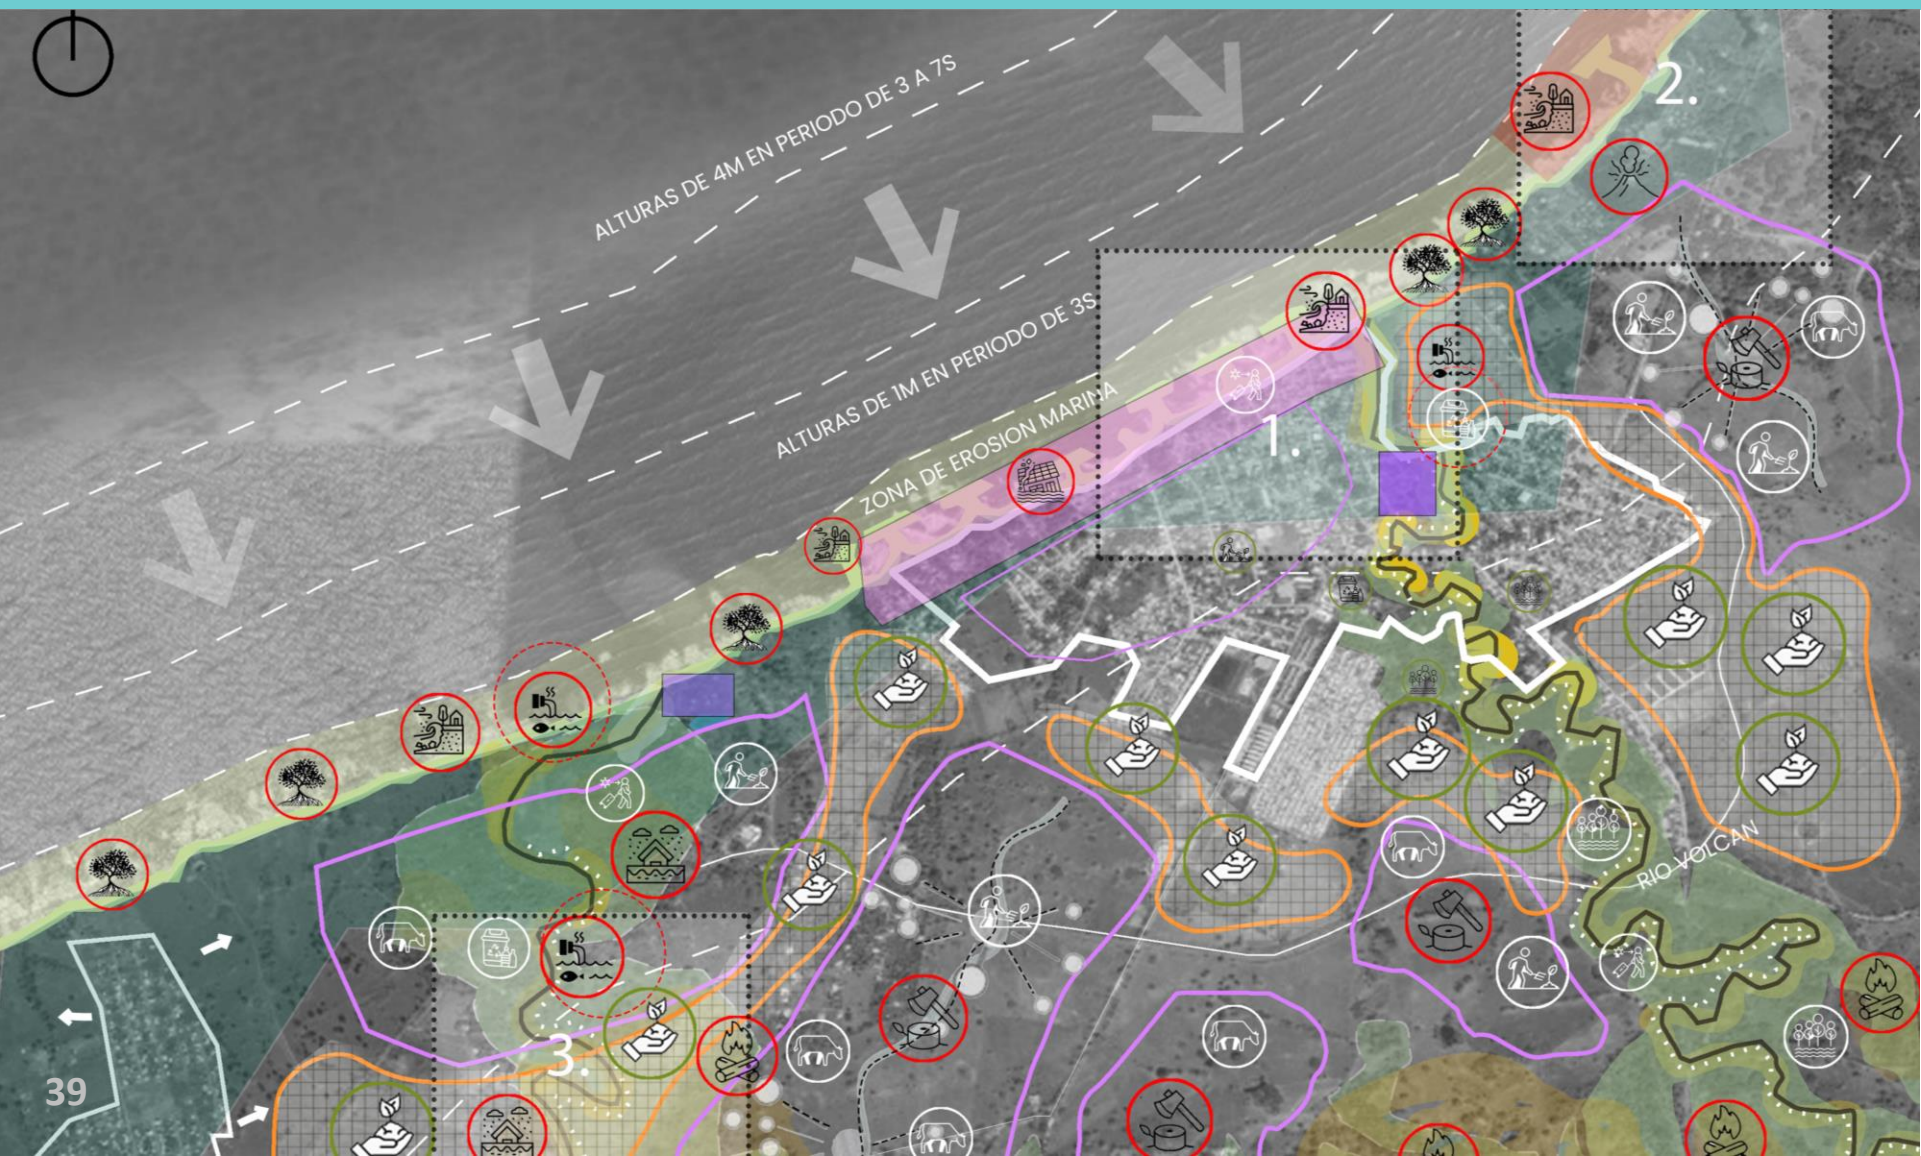 ALTURAS DE 4M EN PERIODO DE 3 A 7S
2.
ALTURAS DE 1M EN PERIODO DE 3S
ZONA DE EROSION MARINA
1.
RIO VOLCAN
3.
39